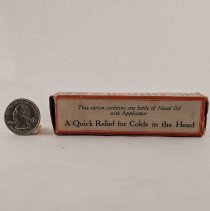 This carton contains one bottle of Nasal Oil
with Applicator
A Quick Relief for Colds in the Head